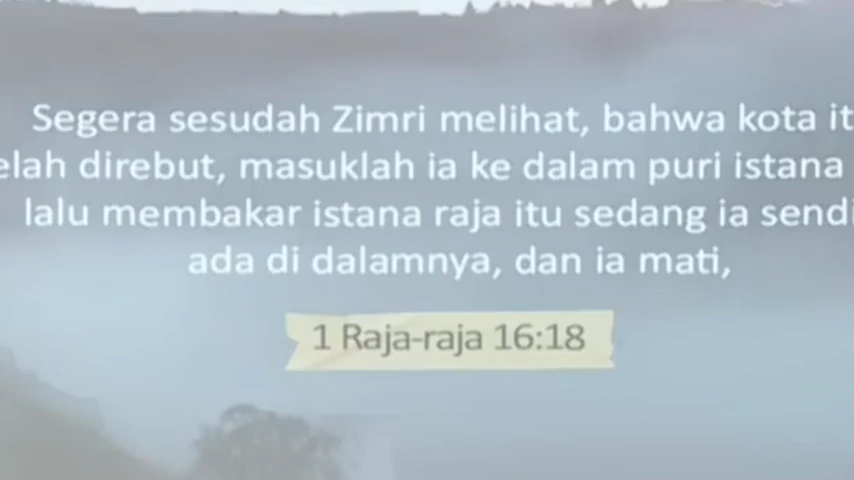 Segera sesudah Zimri melihat, bahwa kota it
elah direbut, masuklah ia ke dalam puri istana
lalu membakar istana raja itu sedang ia sendi
ada di dalamnya, dan ia mati,
1 Raja-raja 16:18